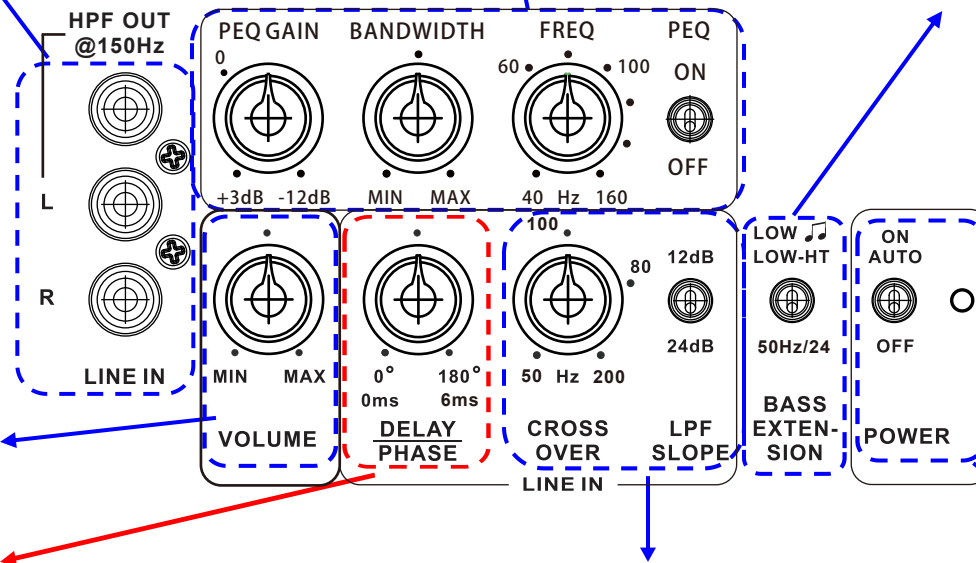 HPF OUT
@150Hz
L
R
LINE IN
PEQ GAIN
0
+3dB -12dB
BANDWIDTH
MIN MAX
FREQ
60 100
40 Hz 160
PEQ
ON
OFF
MIN MAX
VOLUME
0° 180°
0ms 6ms
DELAY
PHASE
100
80
50 Hz 200
CROSS
OVER
12dB
24dB
LPF
SLOPE
LINE IN
LOW ♫
LOW-HT
50Hz/24
BASS
EXTEN-
SION
ON
AUTO
OFF
POWER